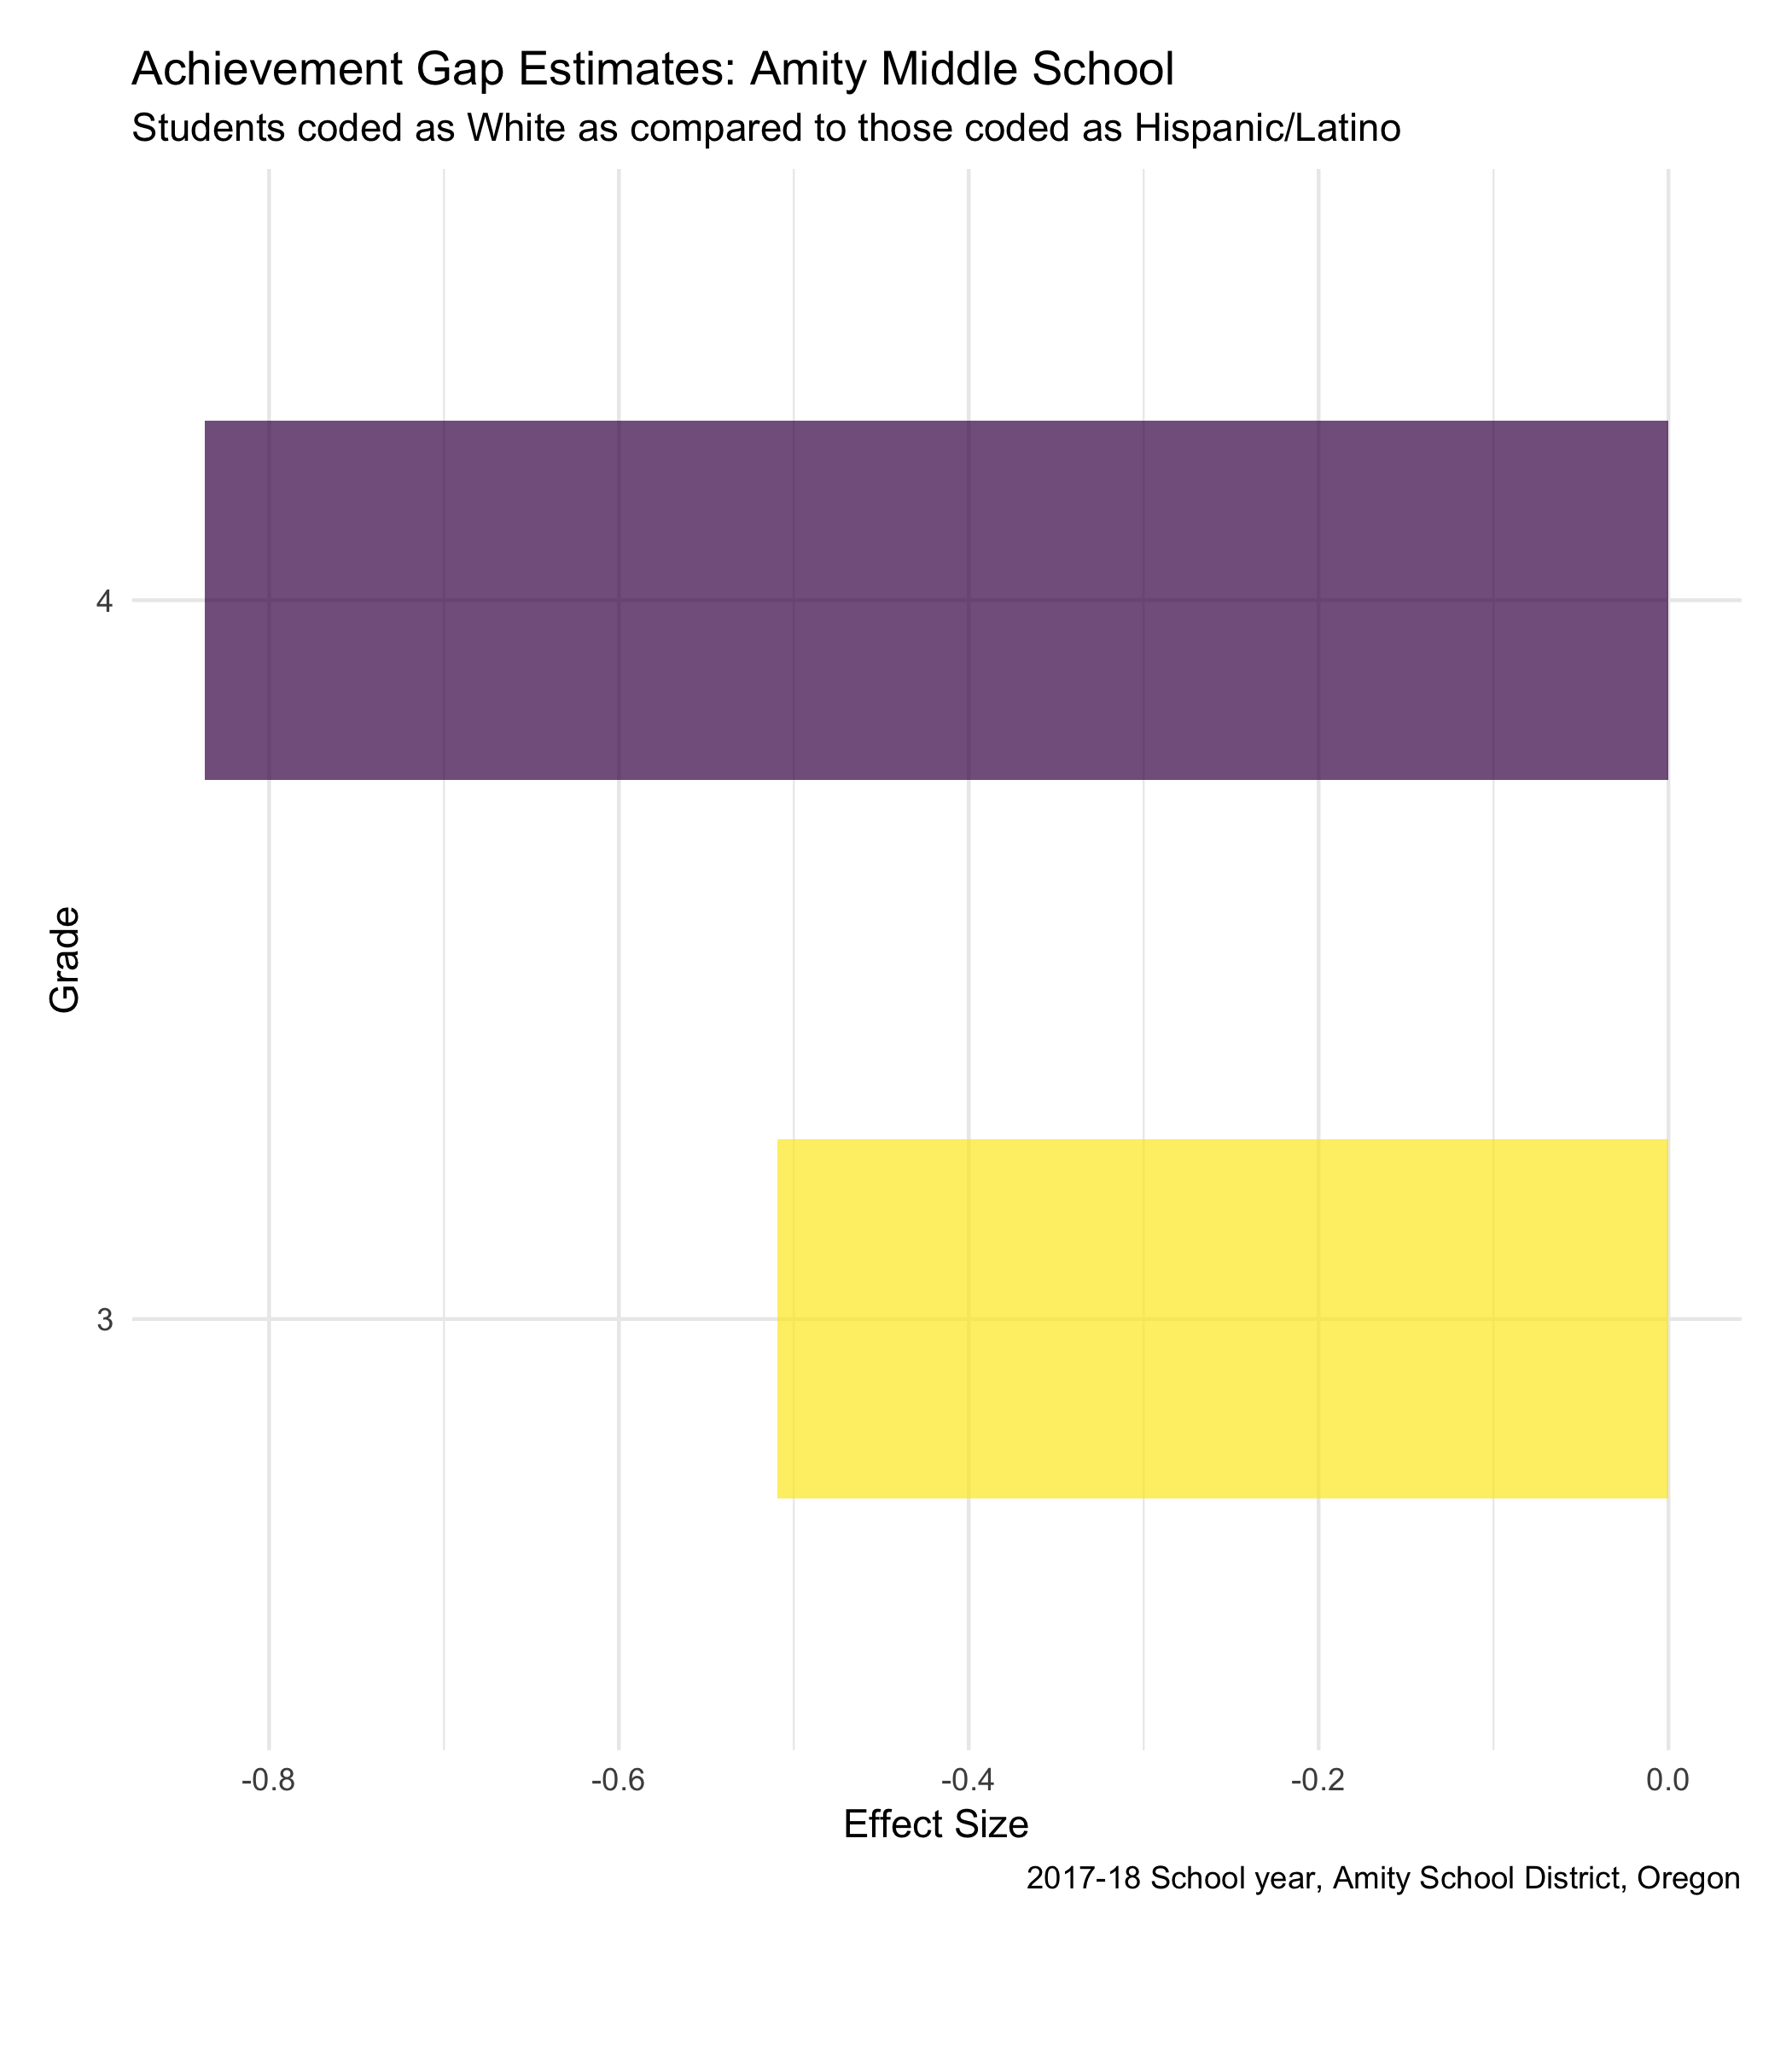 Achievement Gap Estimates: Amity Middle School
Students coded as White as compared to those coded as Hispanic/Latino
4
Grade
3
-0.8 -0.6 -0.4 -0.2 0.0
Effect Size
2017-18 School year, Amity School District, Oregon